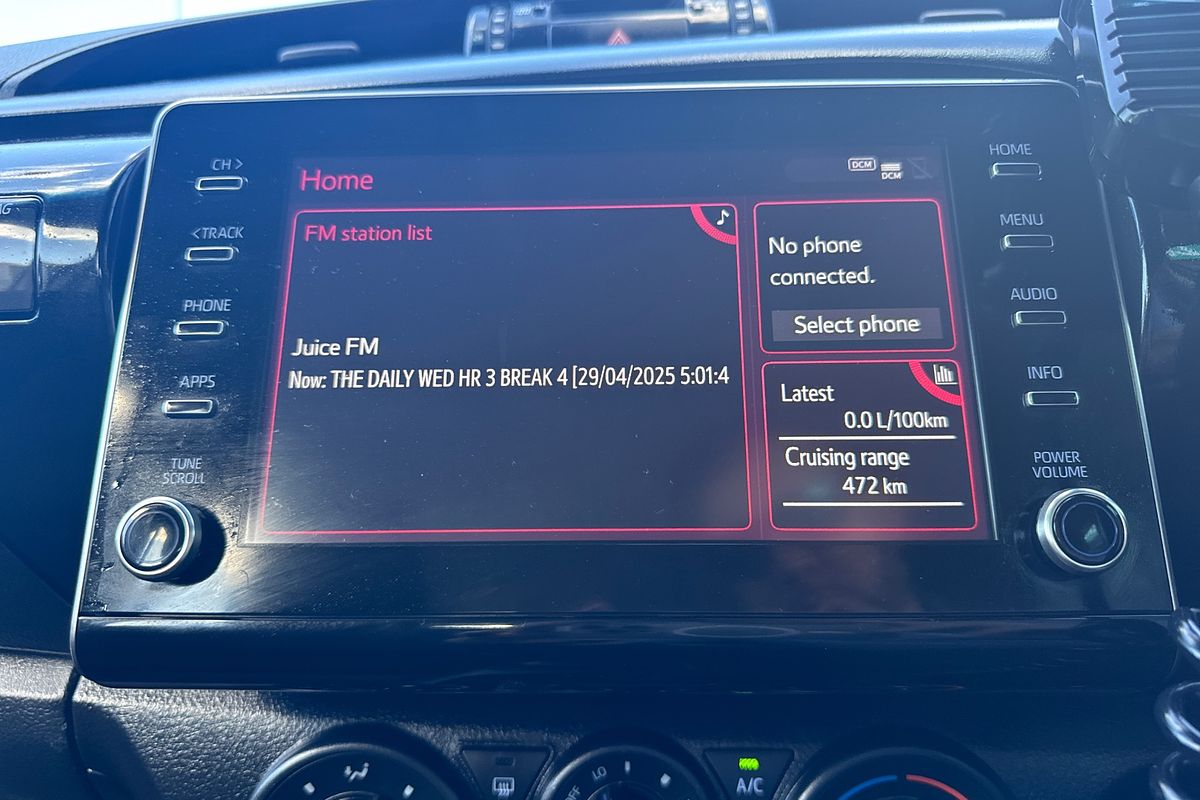 CH >
<TRACK
PHONE
APPS
TUNE
SCROLL
Home
DCM
DCM
FM station list
Juice FM
Now: THE DAILY WED HR 3 BREAK 4 [29/04/2025 5:01:4
No phone
connected.
Select phone
Latest
0.0 L/100km
Cruising range
472 km
HOME
MENU
AUDIO
INFO
POWER
VOLUME
LO
OFF
A/C